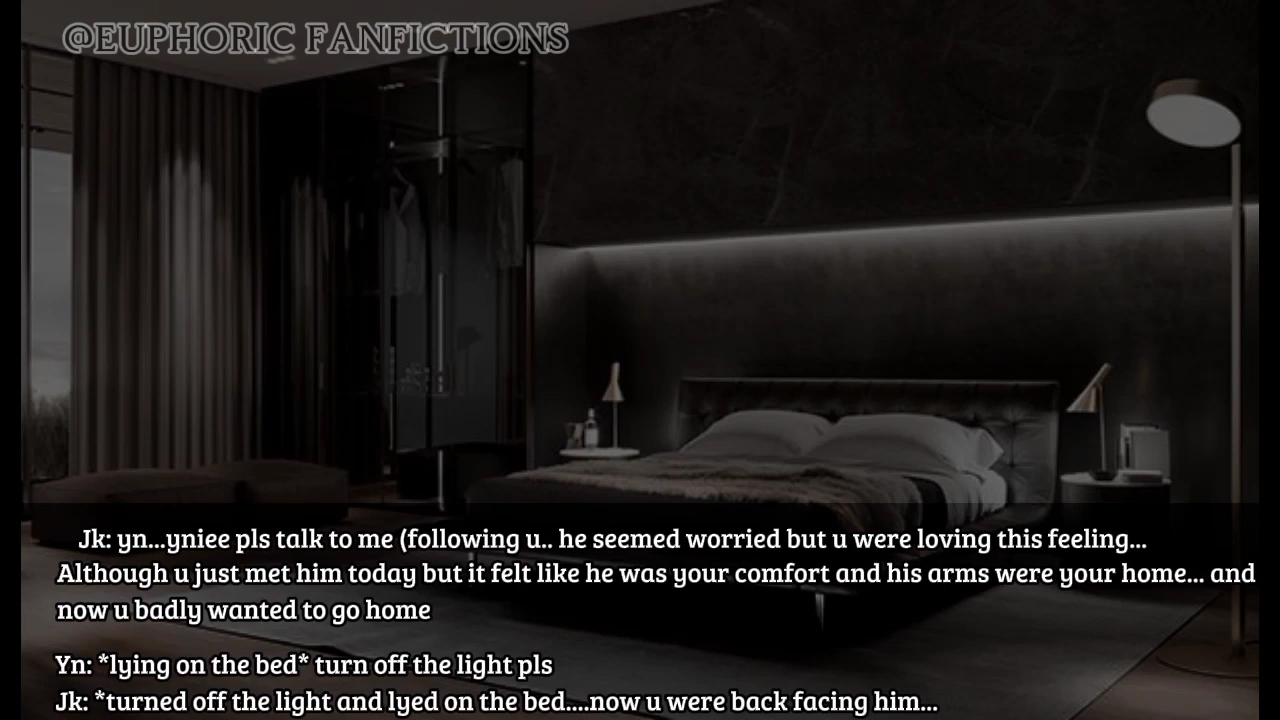 @EUPHORIC FANFICTIONS
Jk: yn...yniee pls talk to me (following u.. he seemed worried but u were loving this feeling...
Although u just met him today but it felt like he was your comfort and his arms were your home... and
now u badly wanted to go home
Yn: *lying on the bed* turn off the light pls
Jk: *turned off the light and lyed on the bed....now u were back facing him...